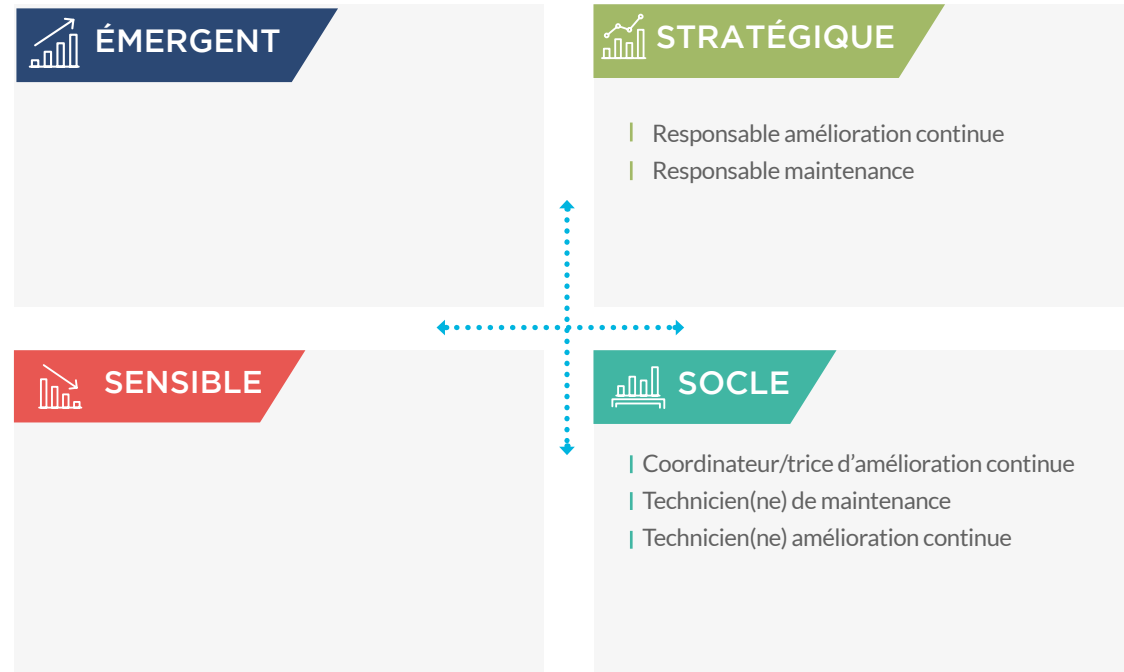 ÉMERGENT
STRATÉGIQUE
Responsable amélioration continue
Responsable maintenance
SENSIBLE
SOCLE
Coordinateur/trice d’amélioration continue
Technicien(ne) de maintenance
Technicien(ne) amélioration continue